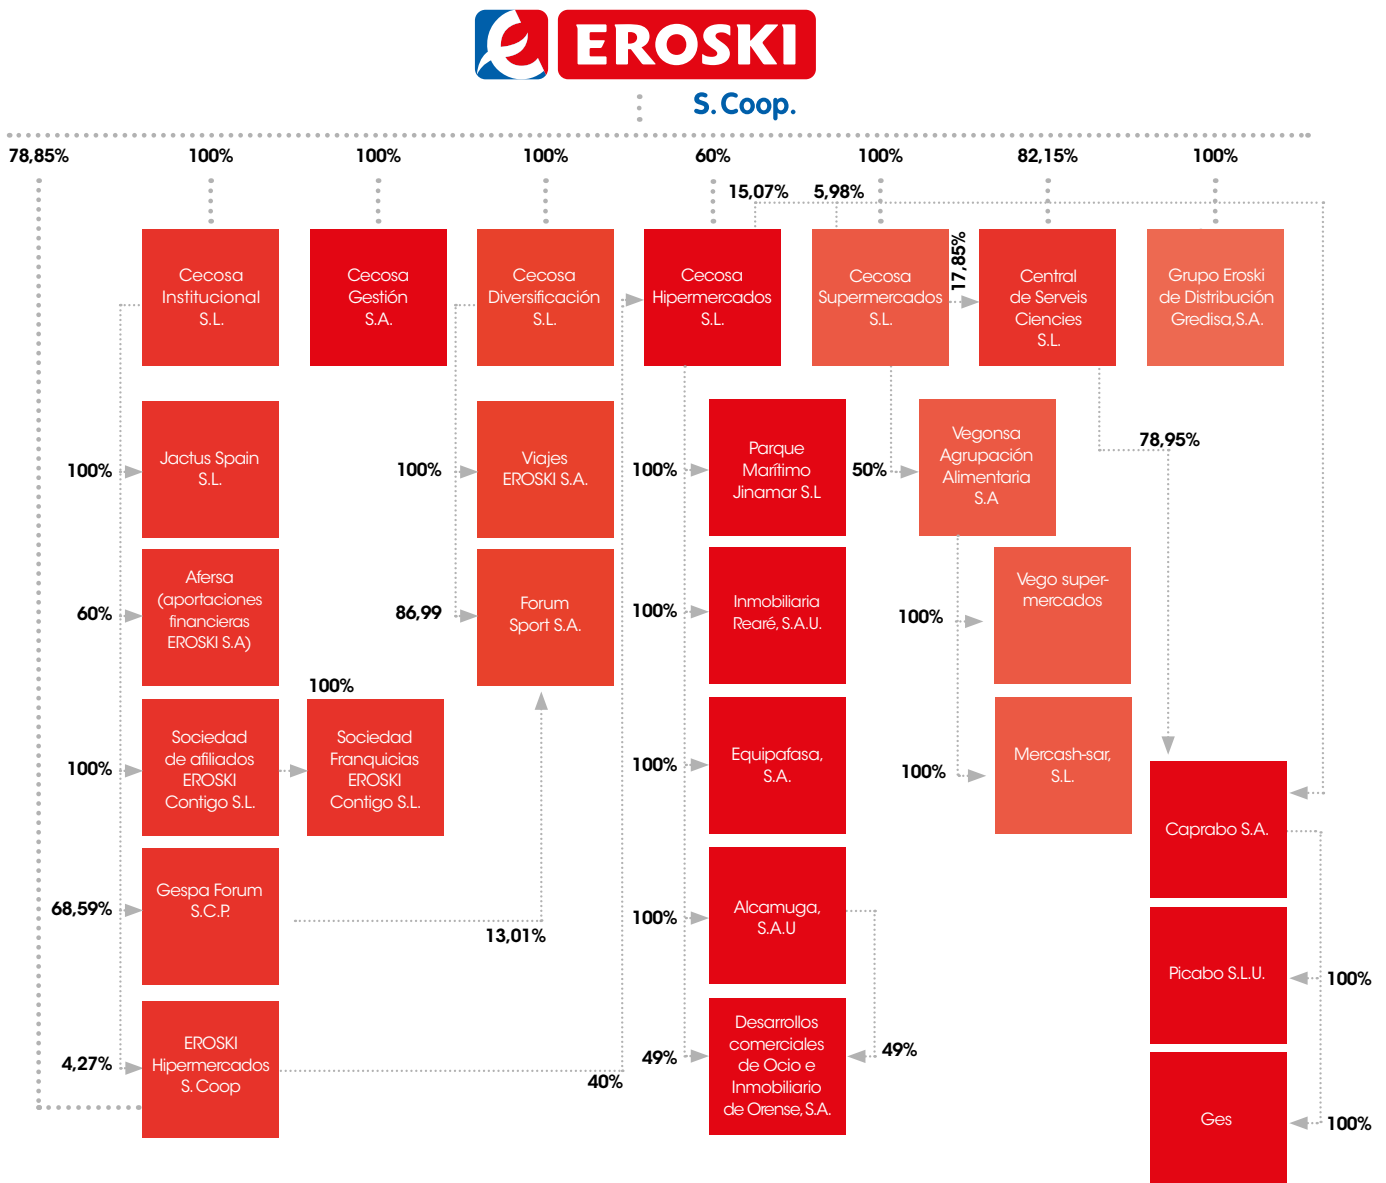 EROSKI
S. Coop.
78,85%
100%
100%
100%
60%
100%
82,15%
100%
15,07%
5,98%
Cecosa
Institucional
S.L.
Cecosa
Gestión
S.A.
Cecosa
Diversificación
S.L.
Cecosa
Hipermercados
S.L.
Cecosa
Supermercados
S.L.
17,85%
Central
de Serveis
Ciencies
S.L.
Grupo Eroski
de Distribución
Gredisa, S.A.
100%
Jactus Spain
S.L.
100%
Viajes
EROSKI S.A.
100%
Parque
Marítimo
Jinamar S.L
50%
Vegonsa
Agrupación
Alimentaria
S.A
78,95%
60%
Afersa
(aportaciones
financieras
EROSKI S.A)
86,99
Forum
Sport S.A.
100%
Inmobiliaria
Rearé, S.A.U.
100%
Vego super-
mercados
100%
Sociedad
de afiliados
EROSKI
Contigo S.L.
100%
Sociedad
Franquicias
EROSKI
Contigo S.L.
100%
Equipafasa,
S.A.
100%
Mercash-sar,
S.L.
Caprabo S.A.
68,59%
Gespa Forum
S.C.P.
13,01%
100%
Alcamuga,
S.A.U
Picabo S.L.U.
100%
4,27%
EROSKI
Hipermercados
S. Coop
40%
49%
Desarrollos
comerciales
de Ocio e
Inmobiliario
de Orense, S.A.
49%
Ges
100%